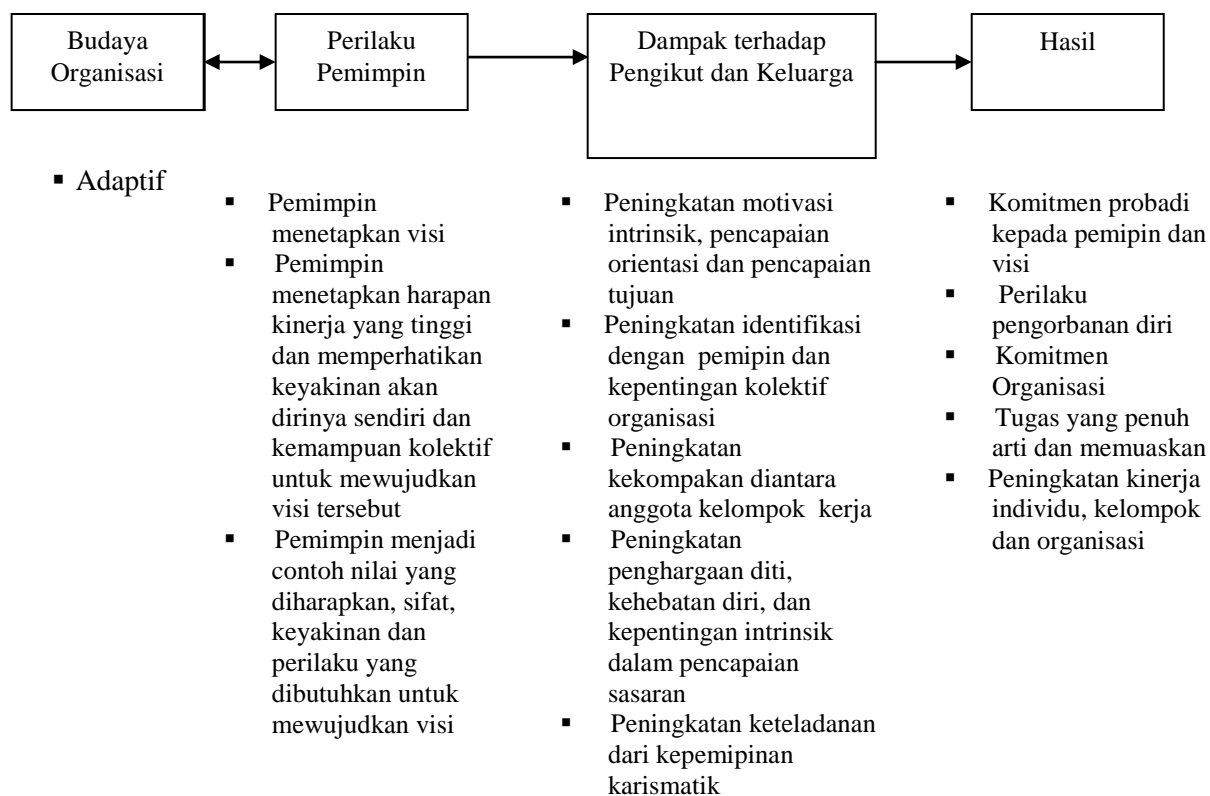 Budaya
Organisasi
Perilaku
Pemimpin
Dampak terhadap
Pengikut dan Keluarga
Hasil
▪ Adaptif
▪ Pemimpin
menetapkan visi
▪ Pemimpin
menetapkan harapan
kinerja yang tinggi
dan memperhatikan
keyakinan akan
dirinya sendiri dan
kemampuan kolektif
untuk mewujudkan
visi tersebut
▪ Pemimpin menjadi
contoh nilai yang
diharapkan, sifat,
keyakinan dan
perilaku yang
dibutuhkan untuk
mewujudkan visi
▪ Peningkatan motivasi
intrinsik, pencapaian
orientasi dan pencapaian
tujuan
▪ Peningkatan identifikasi
dengan pemipin dan
kepentingan kolektif
organisasi
▪ Peningkatan
kekompakan diantara
anggota kelompok kerja
▪ Peningkatan
penghargaan diti,
kehebatan diri, dan
kepentingan intrinsik
dalam pencapaian
sasaran
▪ Peningkatan keteladanan
dari kepemipinan
karismatik
▪ Komitmen probadi
kepada pemipin dan
visi
▪ Perilaku
pengorbanan diri
▪ Komitmen
Organisasi
▪ Tugas yang penuh
arti dan memuaskan
▪ Peningkatan kinerja
individu, kelompok
dan organisasi